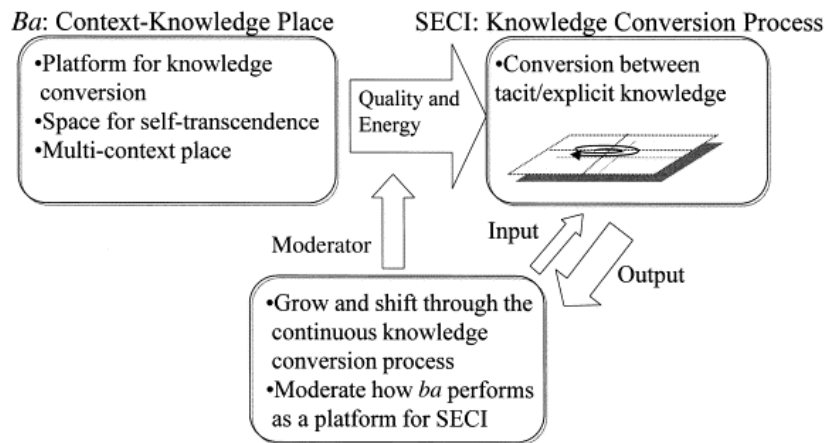 Ba: Context-Knowledge Place
SECI: Knowledge Conversion Process
•Platform for knowledge
conversion
•Space for self-transcendence
•Multi-context place
Quality and
Energy
•Conversion between
tacit/explicit knowledge
Moderator
Input
Output
•Grow and shift through the
continuous knowledge
conversion process
•Moderate how ba performs
as a platform for SECI